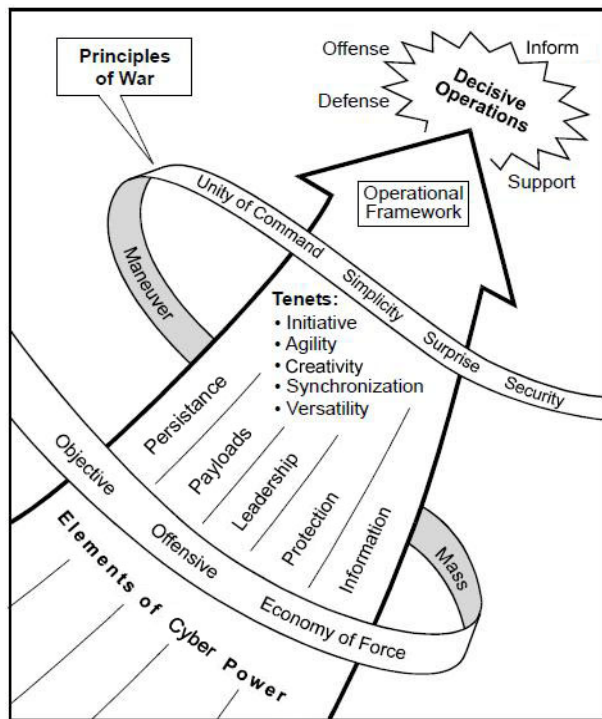 Principles
of War
Offense
Inform
Decisive
Operations
Defense
Support
Operational
Framework
Unity of Command
Simplicity
Surprise
Security
Maneuver
Tenets:
• Initiative
• Agility
• Creativity
• Synchronization
• Versatility
Persistance
Payloads
Leadership
Protection
Information
Objective
Offensive
Economy of Force
Mass
Elements of Cyber Power